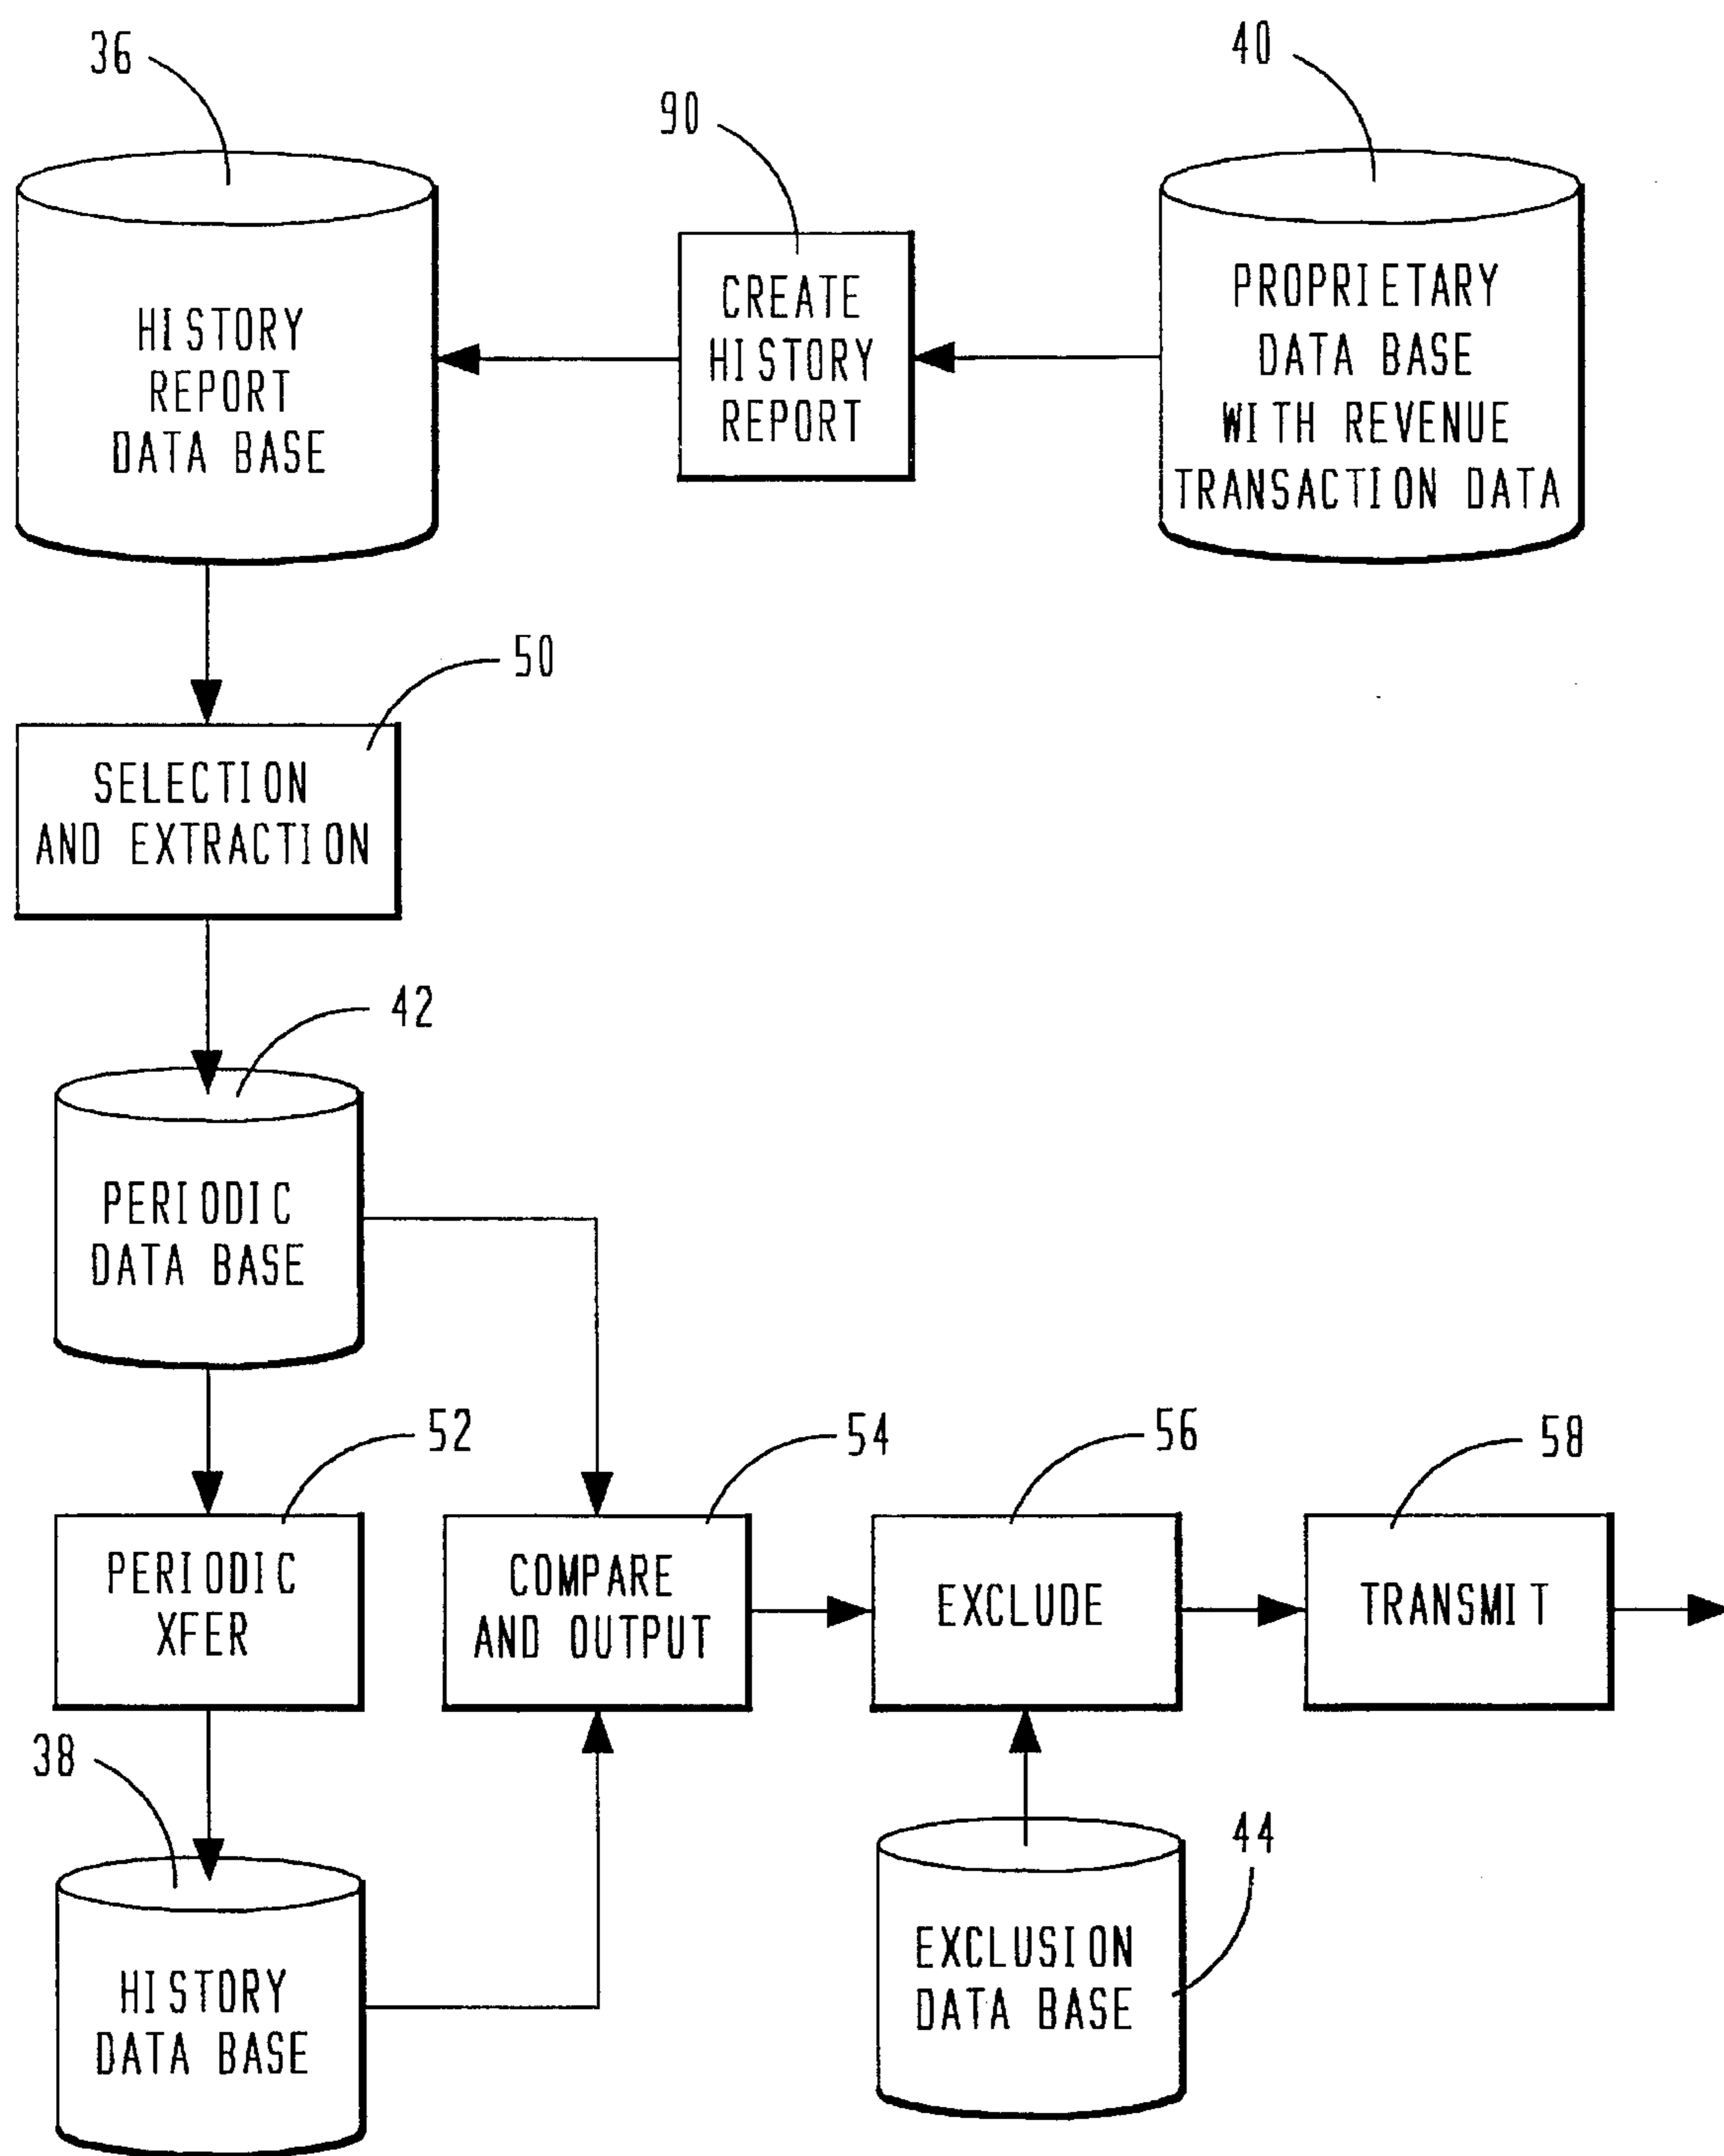 36
90
40
HISTORY
REPORT
DATA BASE
CREATE
HISTORY
REPORT
PROPRIETARY
DATA BASE
WITH REVENUE
TRANSACTION DATA
50
SELECTION
AND EXTRACTION
42
PERIODIC
DATA BASE
52
54
56
58
PERIODIC
XFER
COMPARE
AND OUTPUT
EXCLUDE
TRANSMIT
38
44
HISTORY
DATA BASE
EXCLUSION
DATA BASE